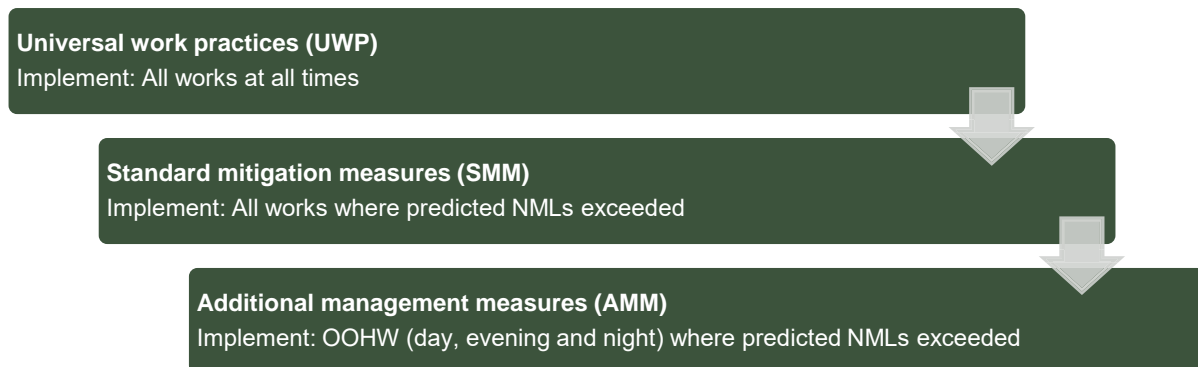 Universal work practices (UWP)
Implement: All works at all times
Standard mitigation measures (SMM)
Implement: All works where predicted NMLs exceeded
Additional management measures (AMM)
Implement: OOHW (day, evening and night) where predicted NMLs exceeded